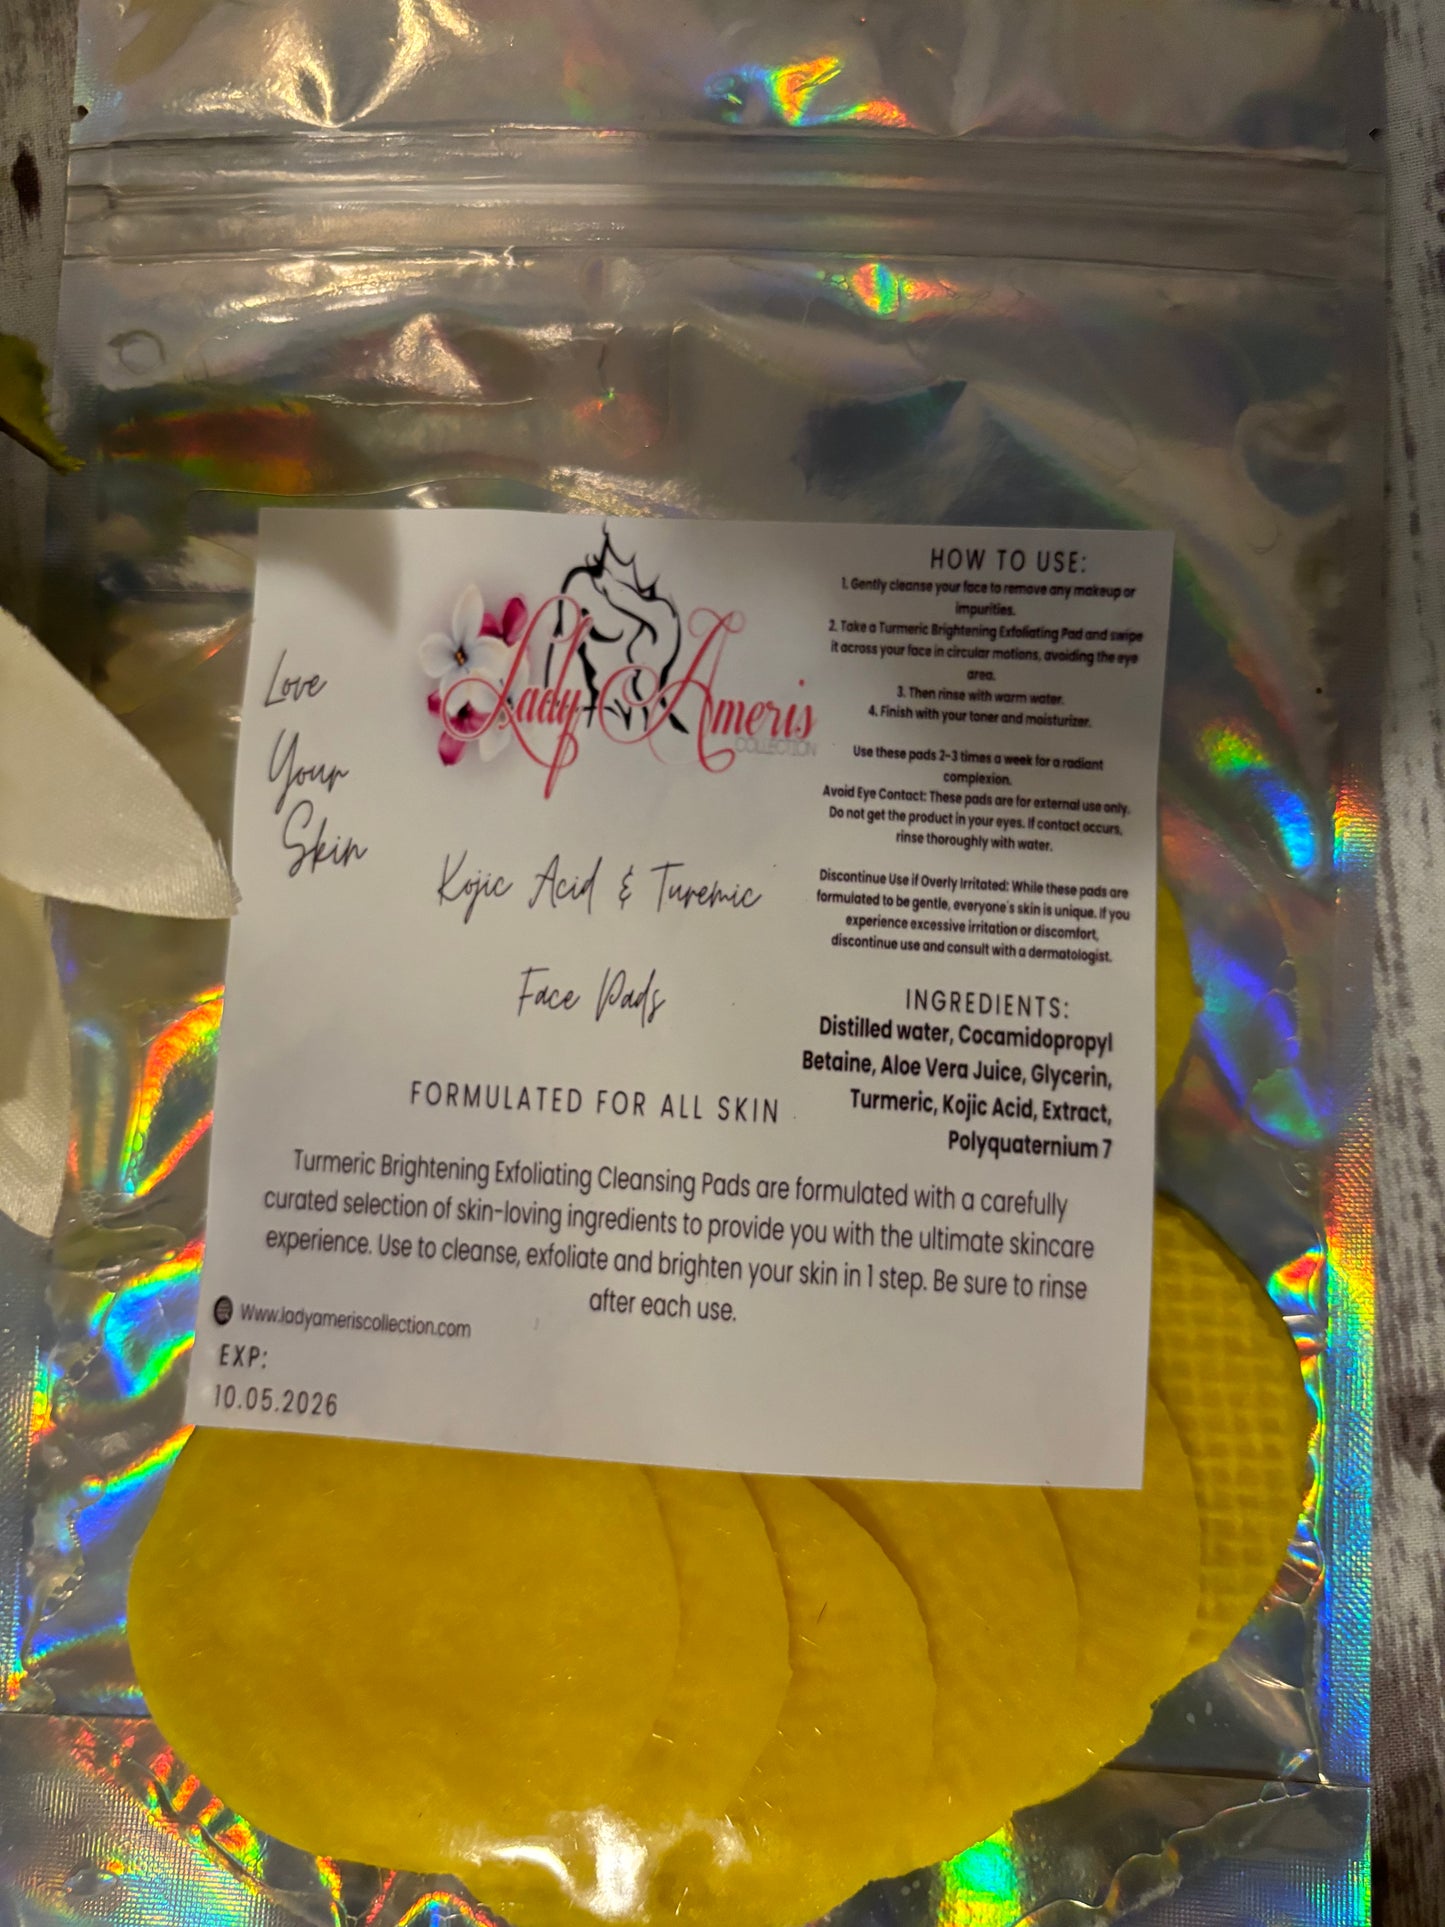 Love
Your
Skin
Lady Ameris
COLLECTION
Kojic Acid & Turemic
Face Pads
FORMULATED FOR ALL SKIN
HOW TO USE:
1. Gently cleanse your face to remove any makeup or
impurities.
2. Take a Turmeric Brightening Exfoliating Pad and swipe
it across your face in circular motions, avoiding the eye
area.
3. Then rinse with warm water.
4. Finish with your toner and moisturizer.
Use these pads 2-3 times a week for a radiant
complexion.
Avoid Eye Contact: These pads are for external use only.
Do not get the product in your eyes. If contact occurs,
rinse thoroughly with water.
Discontinue Use if Overly Irritated: While these pads are
formulated to be gentle, everyone's skin is unique. If you
experience excessive irritation or discomfort,
discontinue use and consult with a dermatologist.
INGREDIENTS:
Distilled water, Cocamidopropyl
Betaine, Aloe Vera Juice, Glycerin,
Turmeric, Kojic Acid, Extract,
Polyquaternium 7
Turmeric Brightening Exfoliating Cleansing Pads are formulated with a carefully
curated selection of skin-loving ingredients to provide you with the ultimate skincare
experience. Use to cleanse, exfoliate and brighten your skin in 1 step. Be sure to rinse
after each use.
Www.ladyameriscollection.com
EXP:
10.05.2026